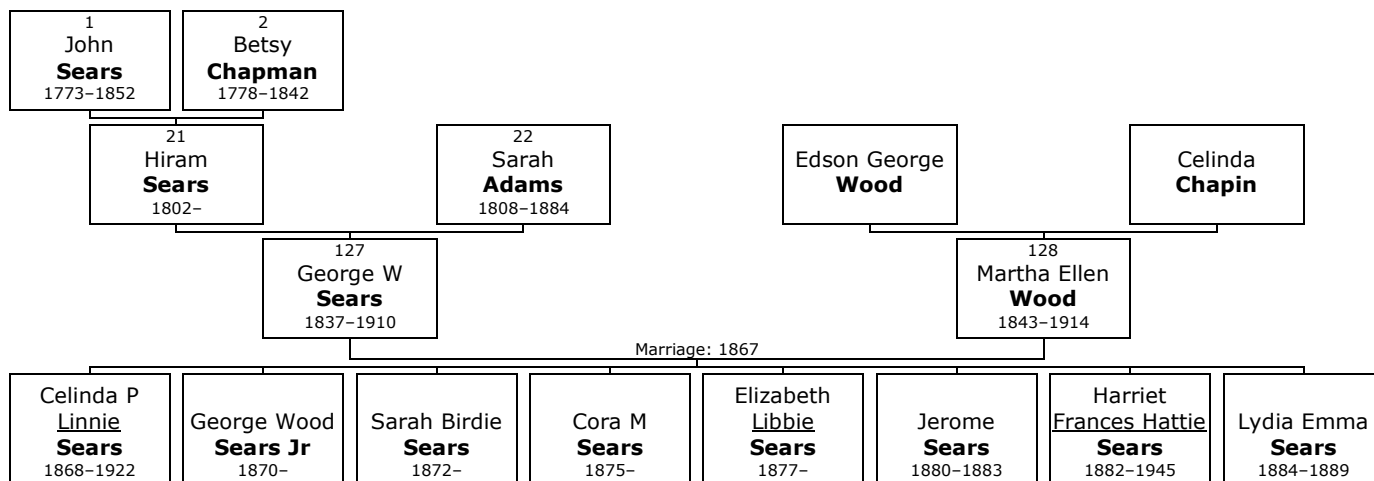 1
John
Sears
1773–1852
2
Betsy
Chapman
1778–1842
21
Hiram
Sears
1802–
22
Sarah
Adams
1808–1884
Edson George
Wood
Celinda
Chapin
127
George W
Sears
1837–1910
128
Martha Ellen
Wood
1843–1914
Marriage: 1867
Celinda P
Linnie
Sears
1868–1922
George Wood
Sears Jr
1870–
Sarah Birdie
Sears
1872–
Cora M
Sears
1875–
Elizabeth
Libbie
Sears
1877–
Jerome
Sears
1880–1883
Harriet
Frances Hattie
Sears
1882–1945
Lydia Emma
Sears
1884–1889